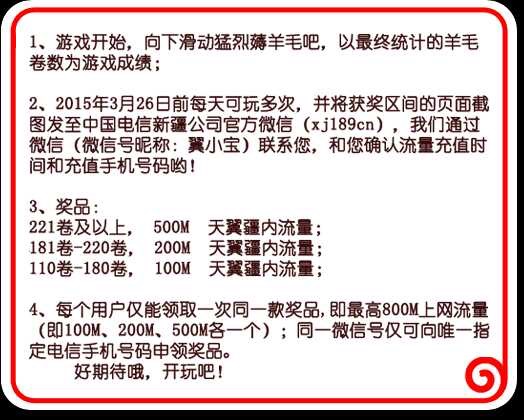 1、游戏开始，向下滑动猛烈薅羊毛吧，以最终统计的羊毛
卷数为游戏成绩；
2、2015年3月26日前每天可玩多次，并将获奖区间的页面截
图发至中国电信新疆公司官方微信（xj189cn），我们通过
微信（微信号昵称：翼小宝）联系您，和您确认流量充值时
间和充值手机号码哟！
3、奖品：
221卷及以上， 500M 天翼疆内流量；
181卷-220卷， 200M 天翼疆内流量；
110卷-180卷， 100M 天翼疆内流量；
4、每个用户仅能领取一次同一款奖品,即最高800M上网流量
（即100M、200M、500M各一个）；同一微信号仅可向唯一指
定电信手机号码申领奖品。
好期待哦，开玩吧！